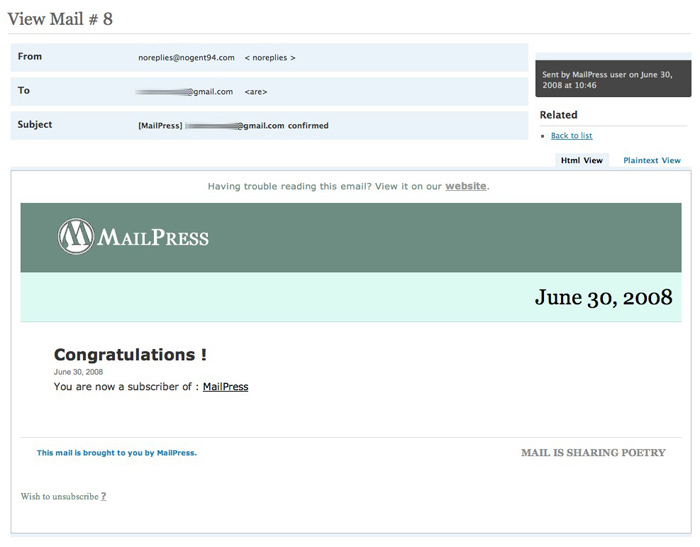 View Mail # 8
From noreplies@nogent94.com < noreplies >
To @gmail.com <are>
Subject [MailPress] @gmail.com confirmed
Sent by MailPress user on June 30,
2008 at 10:46
Related
Back to list
Html View Plaintext View
Having trouble reading this email? View it on our website.
MAILPRESS
June 30, 2008
Congratulations !
June 30, 2008
You are now a subscriber of : MailPress
This mail is brought to you by MailPress. MAIL IS SHARING POETRY
Wish to unsubscribe ?